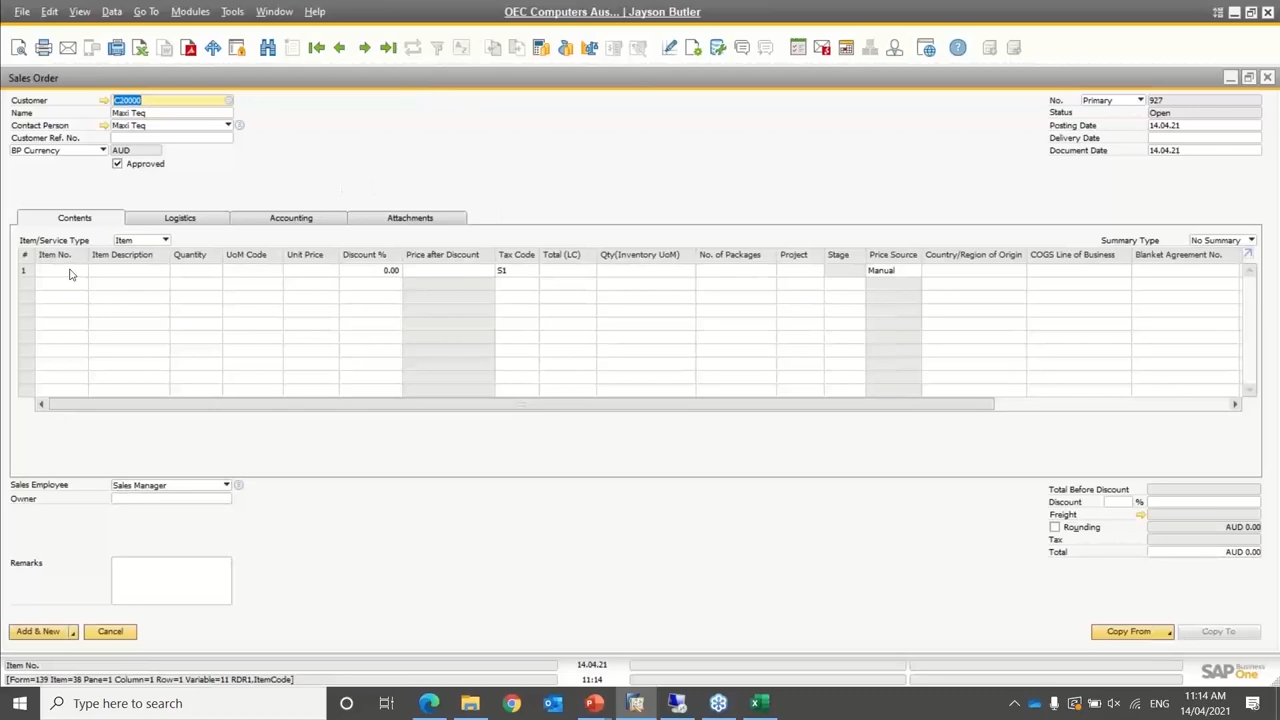 File Edit View Data Go To Modules Tools Window Help
OEC Computers Aus... | Jayson Butler
Sales Order
Customer C20000
Name Maxi Teq
Contact Person Maxi Teq
Customer Ref. No.
BP Currency AUD
Approved
No. Primary 927
Status Open
Posting Date 14.04.21
Delivery Date
Document Date 14.04.21
Contents Logistics Accounting Attachments
Item/Service Type Item
Summary Type No Summary
# Item No. Item Description Quantity UoM Code Unit Price Discount % Price after Discount Tax Code Total (LC) Qty(Inventory UoM) No. of Packages Project Stage Price Source Country/Region of Origin COGS Line of Business Blanket Agreement No.
1 0.00 S1 Manual
Sales Employee Sales Manager
Owner
Remarks
Total Before Discount
Discount %
Freight
Rounding AUD 0.00
Tax
Total AUD 0.00
Add & New Cancel
Copy From Copy To
Item No. 14.04.21
[Form=139 Item=38 Pane=1 Column=1 Row=1 Variable=11 RDR1,ItemCode] 11:14
SAP Business One
Type here to search
ENG
11:14 AM
14/04/2021